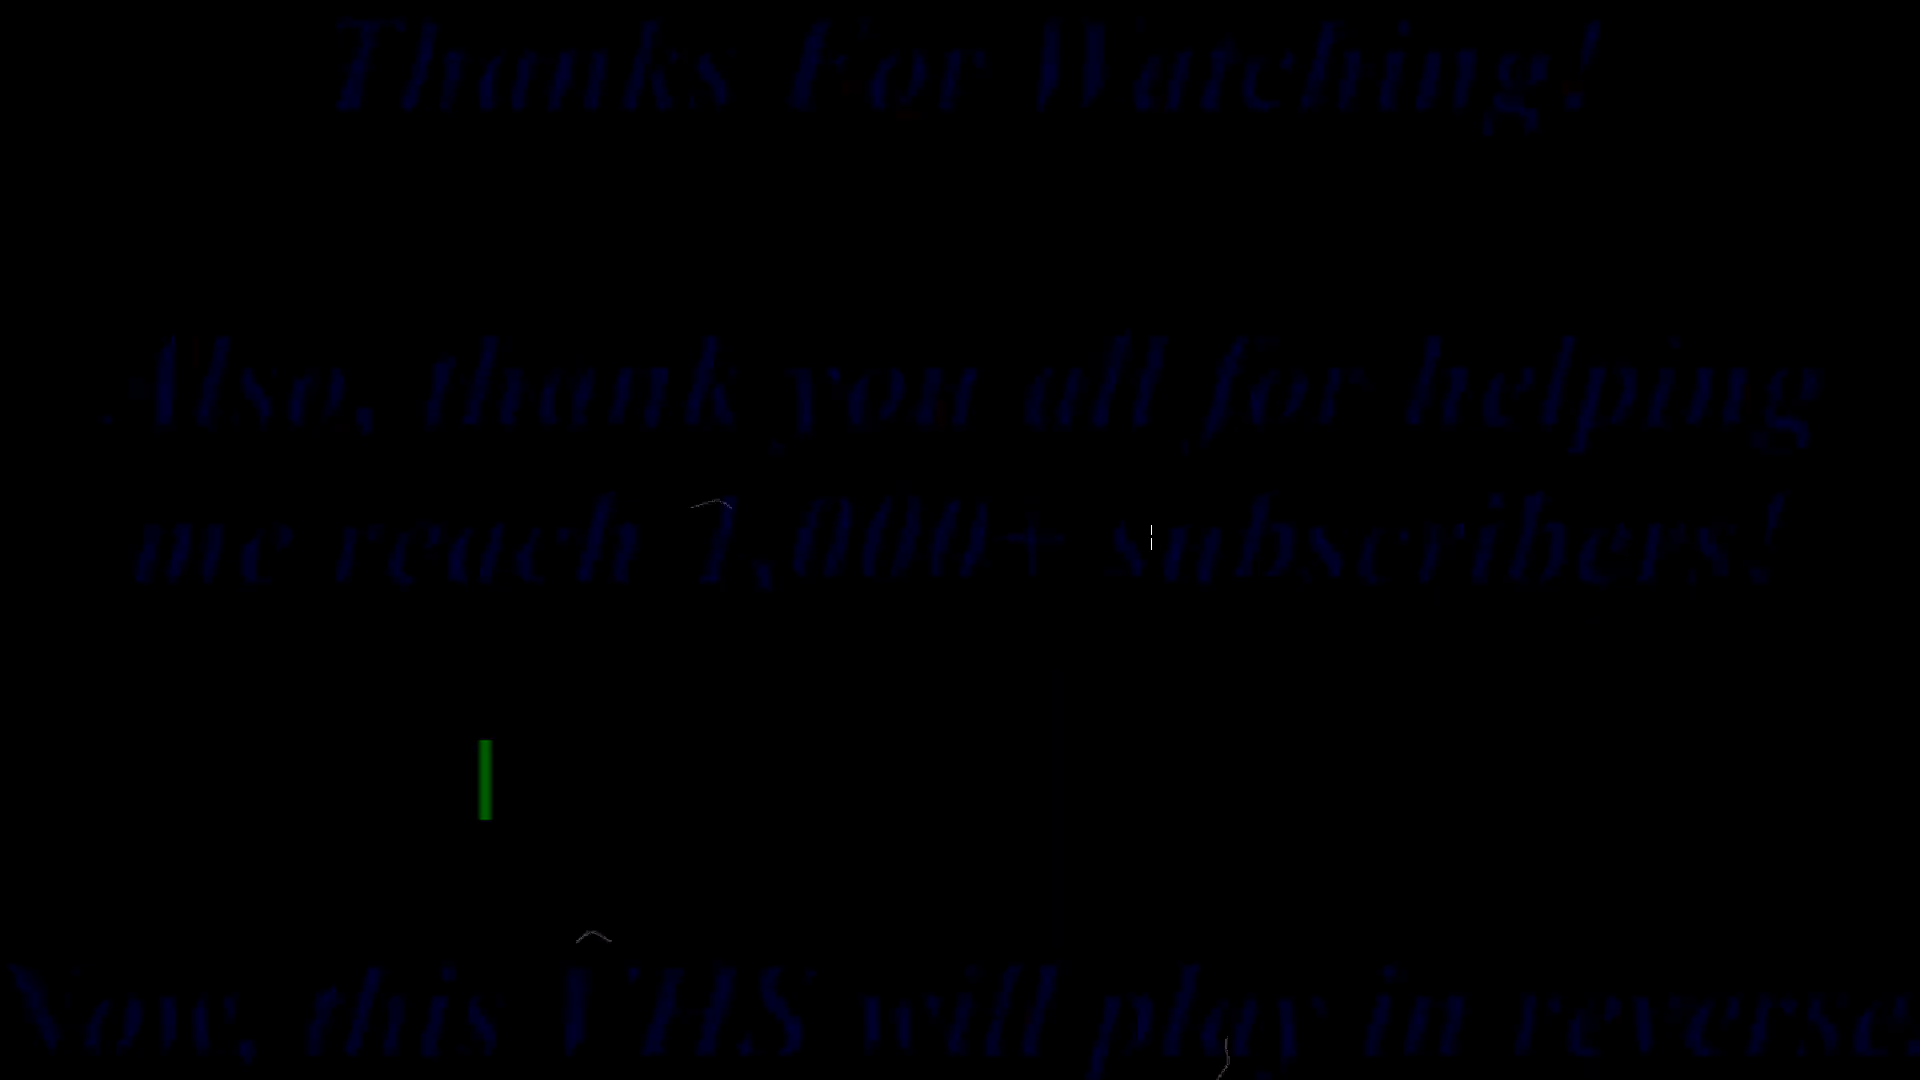 Thanks For Watching!
Also, thank you all for helping
me reach 1,000+ subscribers!
Now, this VHS will play in reverse.